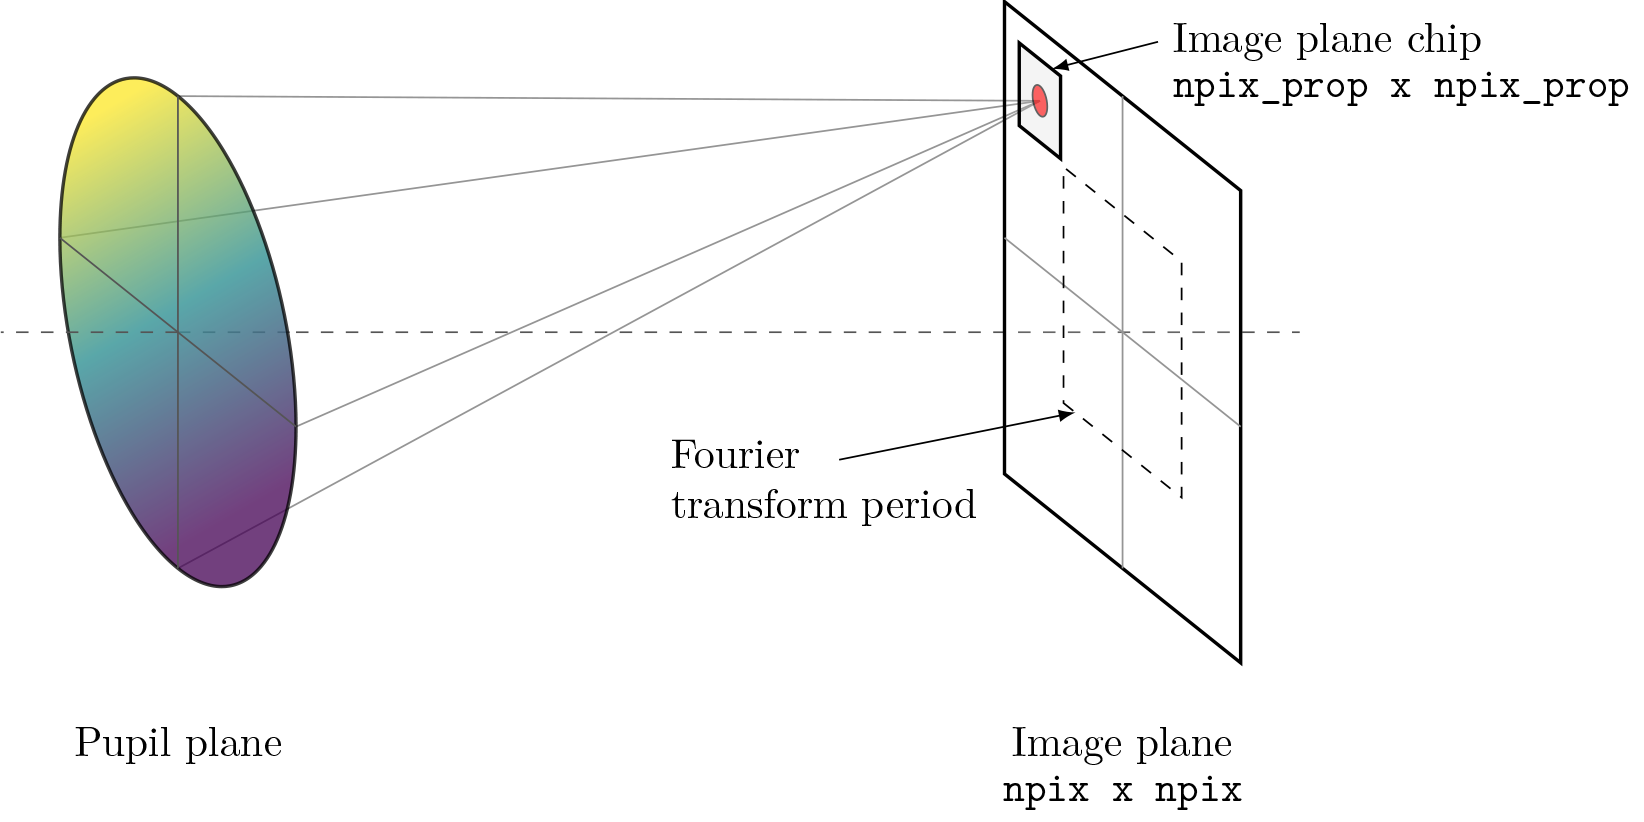 Image plane chip
npix_prop x npix_prop
Fourier
transform period
Pupil plane
Image plane
npix x npix